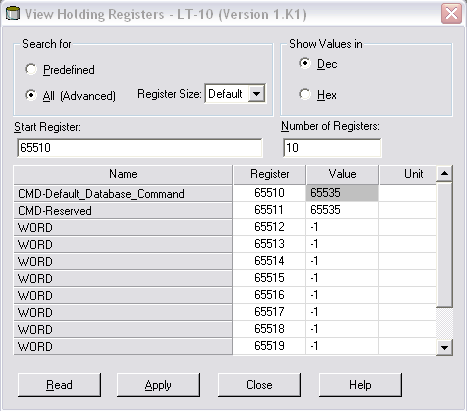 View Holding Registers - LT-10 (Version 1.K1)
Search for
Show Values in
Predefined
Dec
All (Advanced)
Register Size: Default
Hex
Start Register:
Number of Registers:
65510
10
Name Register Value Unit
CMD-Default_Database_Command 65510 65535
CMD-Reserved 65511 65535
WORD 65512 -1
WORD 65513 -1
WORD 65514 -1
WORD 65515 -1
WORD 65516 -1
WORD 65517 -1
WORD 65518 -1
WORD 65519 -1
Read Apply Close Help